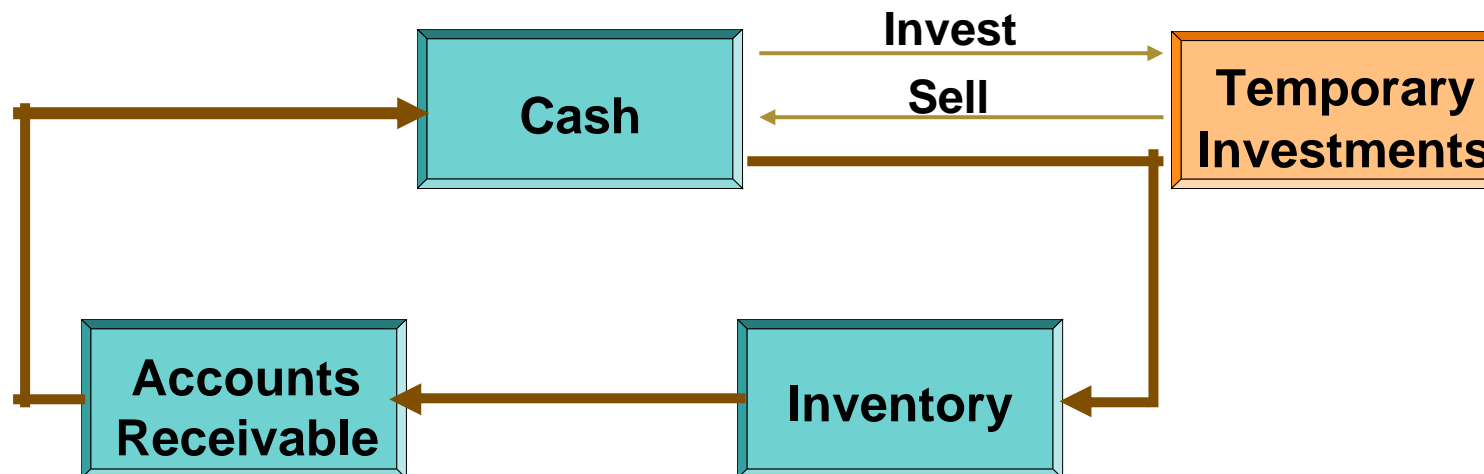 Invest
Cash
Sell
Temporary
Investments
Accounts
Receivable
Inventory